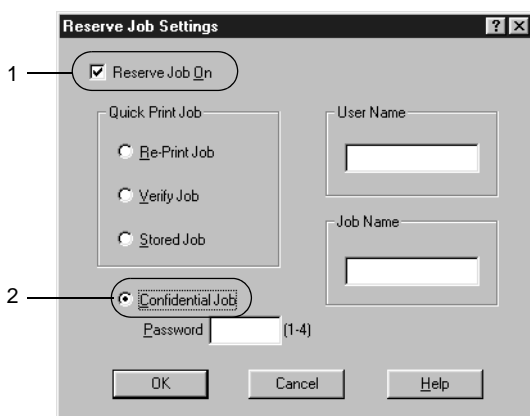 Reserve Job Settings
? X
1
Reserve Job On
Quick Print Job
Re-Print Job
Verify Job
Stored Job
User Name
Job Name
2
Confidential Job
Password (1-4)
OK
Cancel
Help